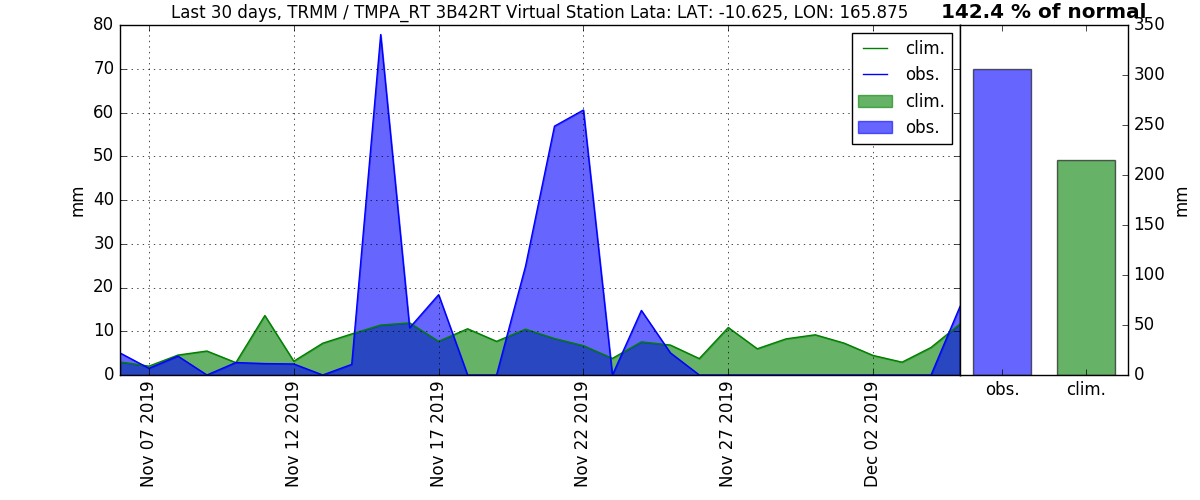 Last 30 days, TRMM / TMPA_RT 3B42RT Virtual Station Lata: LAT: -10.625, LON: 165.875
142.4 % of normal
80
70
60
50
40
30
20
10
0
mm
clim.
obs.
clim.
obs.
350
300
250
200
150
100
50
0
mm
Nov 07 2019
Nov 12 2019
Nov 17 2019
Nov 22 2019
Nov 27 2019
Dec 02 2019
obs.
clim.